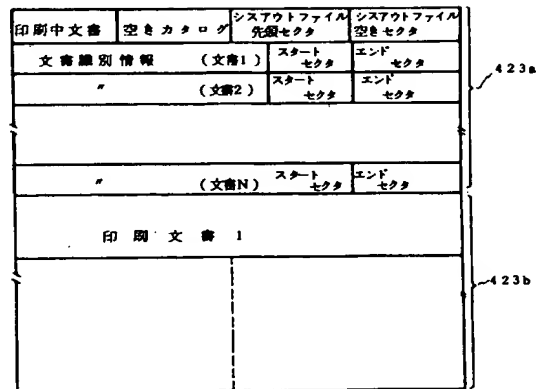 印刷中文書 空きカタログ シスアウトファイル先頭セクタ シスアウトファイル空きセクタ
文書識別情報 (文書1) スタートセクタ エンドセクタ
〃 (文書2) スタートセクタ エンドセクタ
423a
〃 (文書N) スタートセクタ エンドセクタ
印刷文書 1
423b